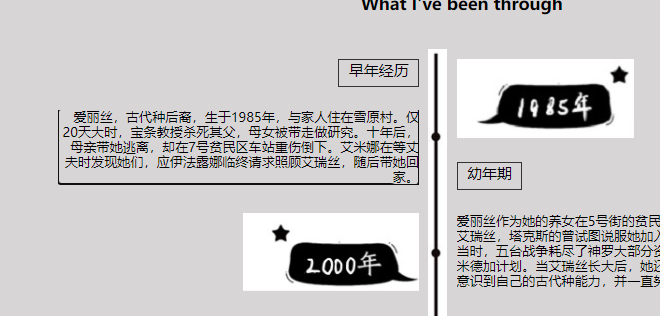 What I've been through
早年经历
爱丽丝，古代种后裔，生于1985年，与家人住在雪原村。仅
20天大时，宝条教授杀死其父，母女被带走做研究。十年后，
母亲带她逃离，却在7号贫民区车站重伤倒下。艾米娜在等丈
夫时发现她们，应伊法露娜临终请求照顾艾瑞丝，随后带她回
家。
1985年
幼年期
2000年
爱丽丝作为她的养女在5号街的贫民
艾瑞丝，塔克斯的曾试图说服她加入
当时，五台战争耗尽了神罗大部分资
米德加计划。当艾瑞丝长大后，她还
意识到自己的古代种能力，并一直努